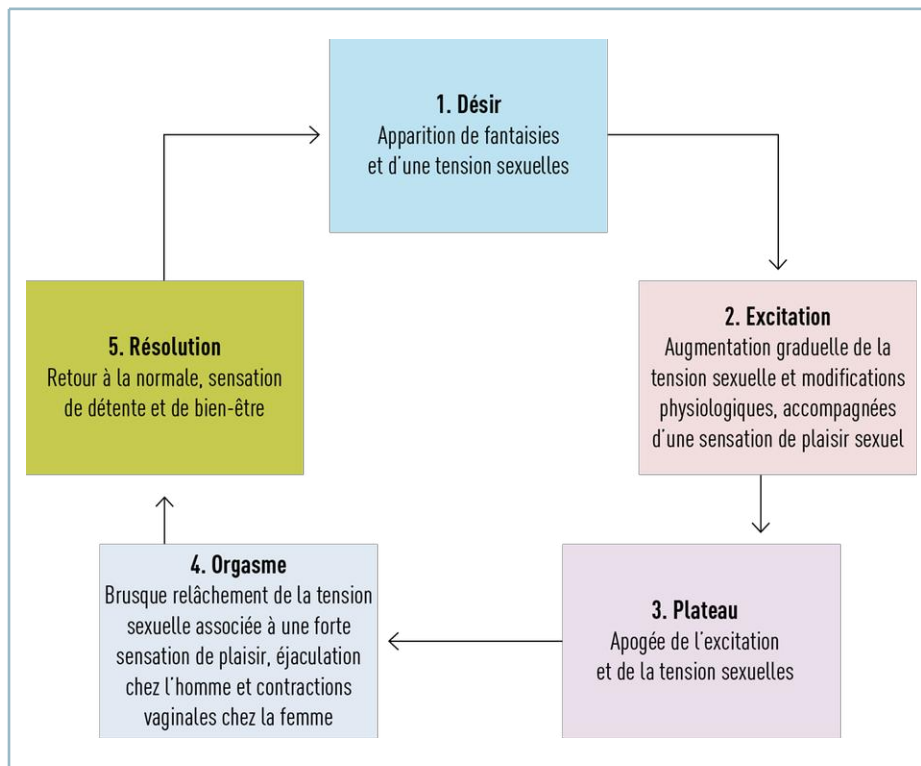 1. Désir
Apparition de fantaisies
et d'une tension sexuelles
2. Excitation
Augmentation graduelle de la
tension sexuelle et modifications
physiologiques, accompagnées
d'une sensation de plaisir sexuel
3. Plateau
Apogée de l'excitation
et de la tension sexuelles
4. Orgasme
Brusque relâchement de la tension
sexuelle associée à une forte
sensation de plaisir, éjaculation
chez l'homme et contractions
vaginales chez la femme
5. Résolution
Retour à la normale, sensation
de détente et de bien-être